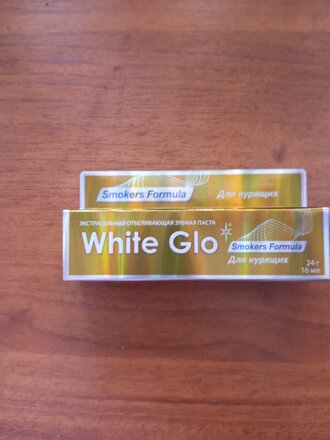 Smokers Formula
Для курящих
ЭКСТРАСИЛЬНАЯ ОТБЕЛИВАЮЩАЯ ЗУБНАЯ ПАСТА
White Glo
Smokers Formula
Для курящих
24 г
16 мл